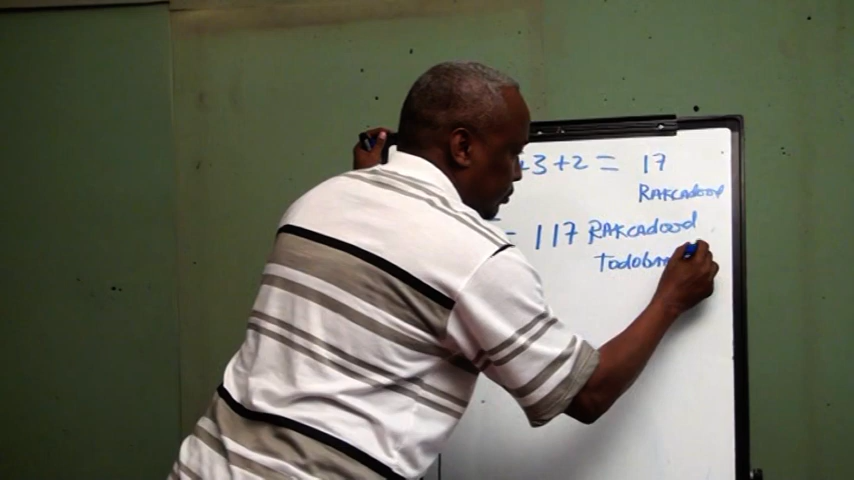 +3+2 = 17
RAKcadood
= 117 RAKcadood